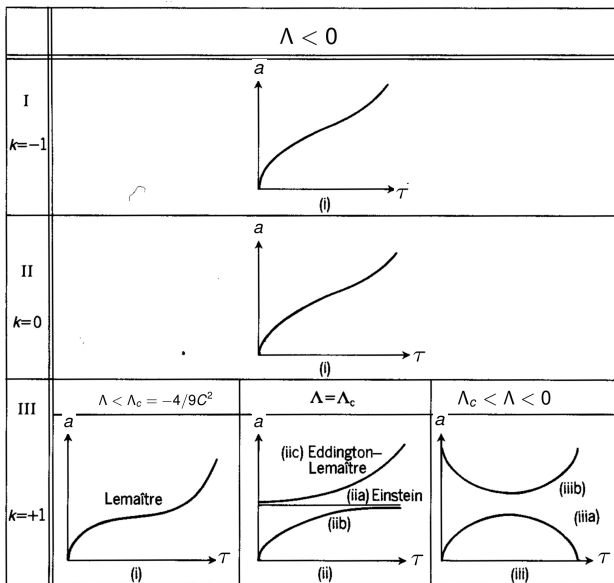 Λ < 0
I
k=−1
a
τ
(i)
II
k=0
a
τ
(i)
III
k=+1
Λ < Λc = −4/9C²
a
Lemaître
τ
(i)
Λ=Λc
a
(iic) Eddington–
Lemaître
(iia) Einstein
(iib)
τ
(ii)
Λc < Λ < 0
a
(iiib)
(iiia)
τ
(iii)